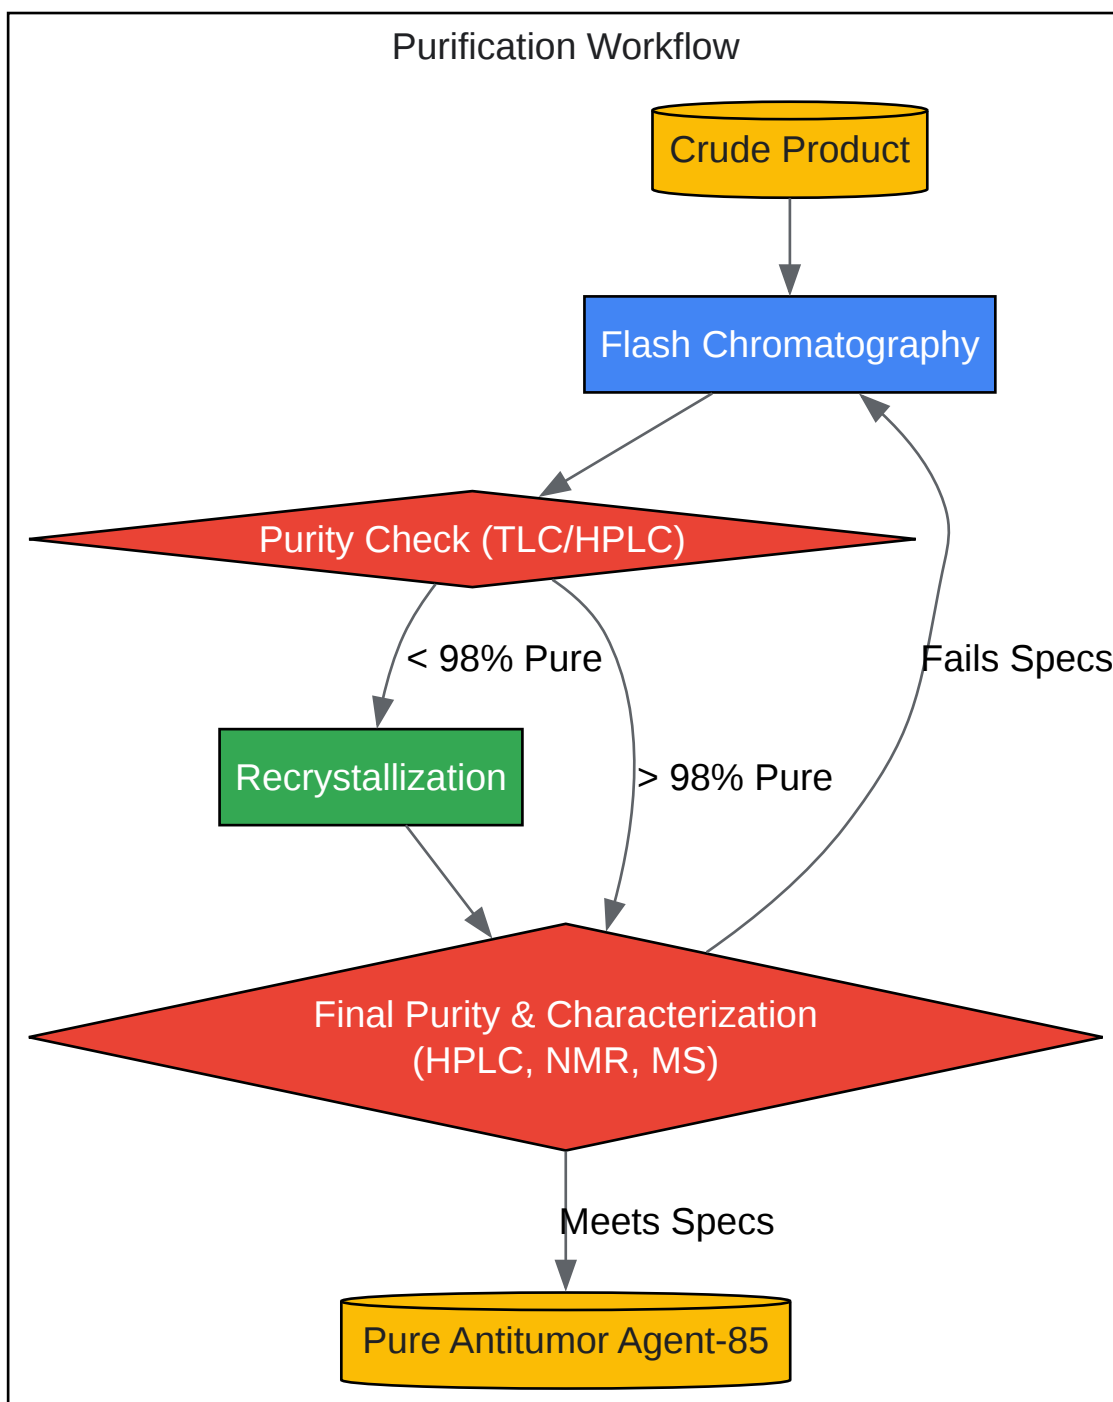 Purification Workflow
Crude Product
Flash Chromatography
Purity Check (TLC/HPLC)
< 98% Pure
Fails Specs
Recrystallization
> 98% Pure
Final Purity & Characterization
(HPLC, NMR, MS)
Meets Specs
Pure Antitumor Agent-85